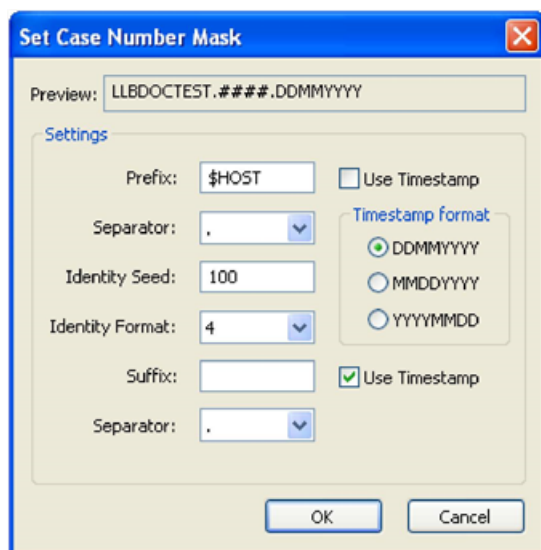 Set Case Number Mask
Preview: LLBDOCTEST.####.DDMMYYYY
Settings
Prefix: $HOST Use Timestamp
Separator: . Timestamp format
DDMMYYYY
Identity Seed: 100 MMDDYYYY
Identity Format: 4 YYYYMMDD
Suffix: Use Timestamp
Separator: .
OK Cancel